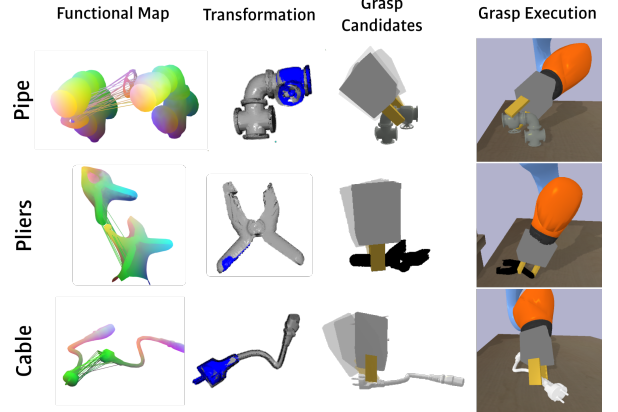 Functional Map
Transformation
Grasp
Candidates
Grasp Execution
Pipe
Pliers
Cable